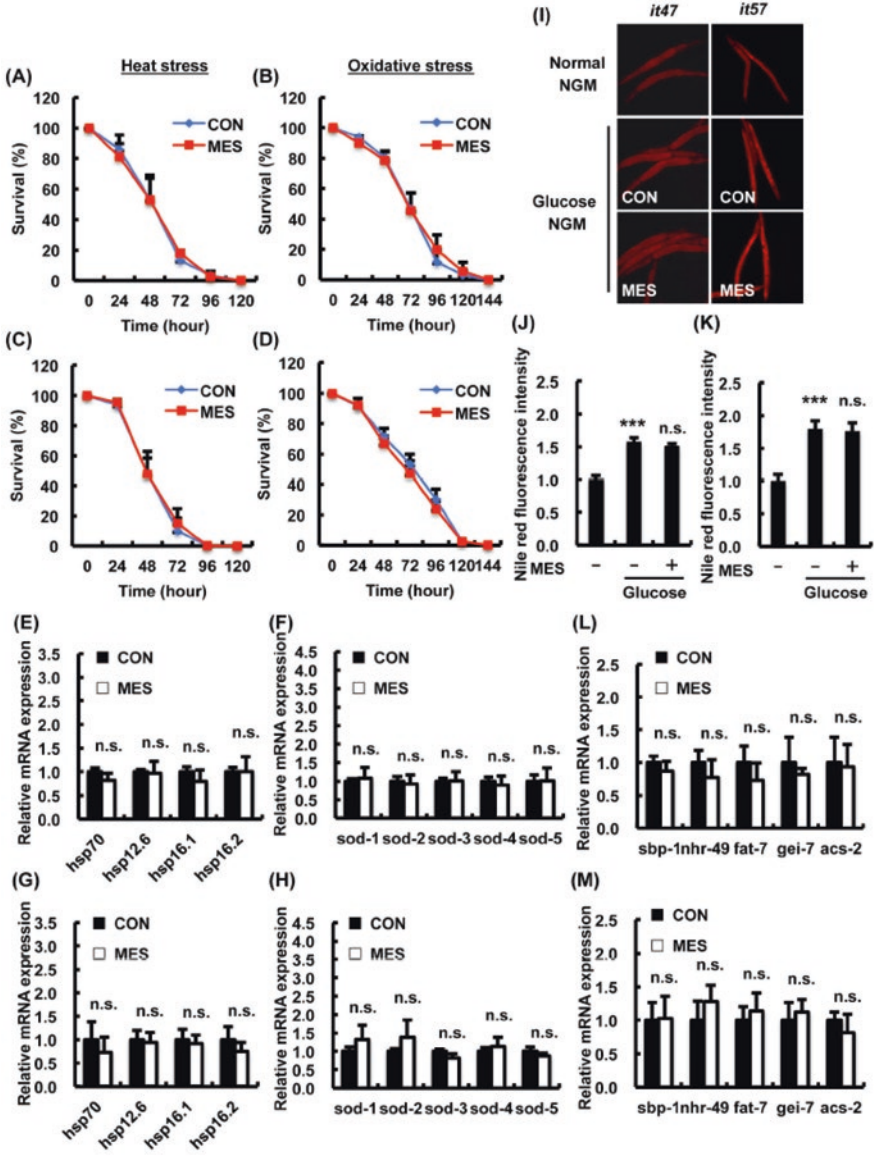 Heat stress
Oxidative stress
(A)
120
100
80
60
40
20
0
Survival (%)
CON
MES
0 24 48 72 96 120
Time (hour)
(B)
120
100
80
60
40
20
0
Survival (%)
CON
MES
0 24 48 72 96 120 144
Time (hour)
(C)
120
100
80
60
40
20
0
Survival (%)
CON
MES
0 24 48 72 96 120
Time (hour)
(D)
120
100
80
60
40
20
0
Survival (%)
CON
MES
0 24 48 72 96 120 144
Time (hour)
(I)
it47 it57
Normal
NGM
Glucose
NGM
CON CON
MES MES
(J)
Nile red fluorescence intensity
2.5
2.0
1.5
1.0
0.5
0.0
***
n.s.
MES – – +
Glucose
(K)
Nile red fluorescence intensity
2.5
2.0
1.5
1.0
0.5
0.0
***
n.s.
MES – – +
Glucose
(E)
Relative mRNA expression
3.5
3.0
2.5
2.0
1.5
1.0
0.5
0.0
CON
MES
n.s. n.s. n.s. n.s.
hsp70 hsp12.6 hsp16.1 hsp16.2
(F)
Relative mRNA expression
4.5
4.0
3.5
3.0
2.5
2.0
1.5
1.0
0.5
0.0
CON
MES
n.s. n.s. n.s. n.s. n.s.
sod-1 sod-2 sod-3 sod-4 sod-5
(L)
Relative mRNA expression
2.5
2.0
1.5
1.0
0.5
0.0
CON
MES
n.s. n.s. n.s. n.s. n.s.
sbp-1 nhr-49 fat-7 gei-7 acs-2
(G)
Relative mRNA expression
3.5
3.0
2.5
2.0
1.5
1.0
0.5
0.0
CON
MES
n.s. n.s. n.s. n.s.
hsp70 hsp12.6 hsp16.1 hsp16.2
(H)
Relative mRNA expression
4.5
4.0
3.5
3.0
2.5
2.0
1.5
1.0
0.5
0.0
CON
MES
n.s. n.s. n.s. n.s. n.s.
sod-1 sod-2 sod-3 sod-4 sod-5
(M)
Relative mRNA expression
2.5
2.0
1.5
1.0
0.5
0.0
CON
MES
n.s. n.s. n.s. n.s. n.s.
sbp-1 nhr-49 fat-7 gei-7 acs-2